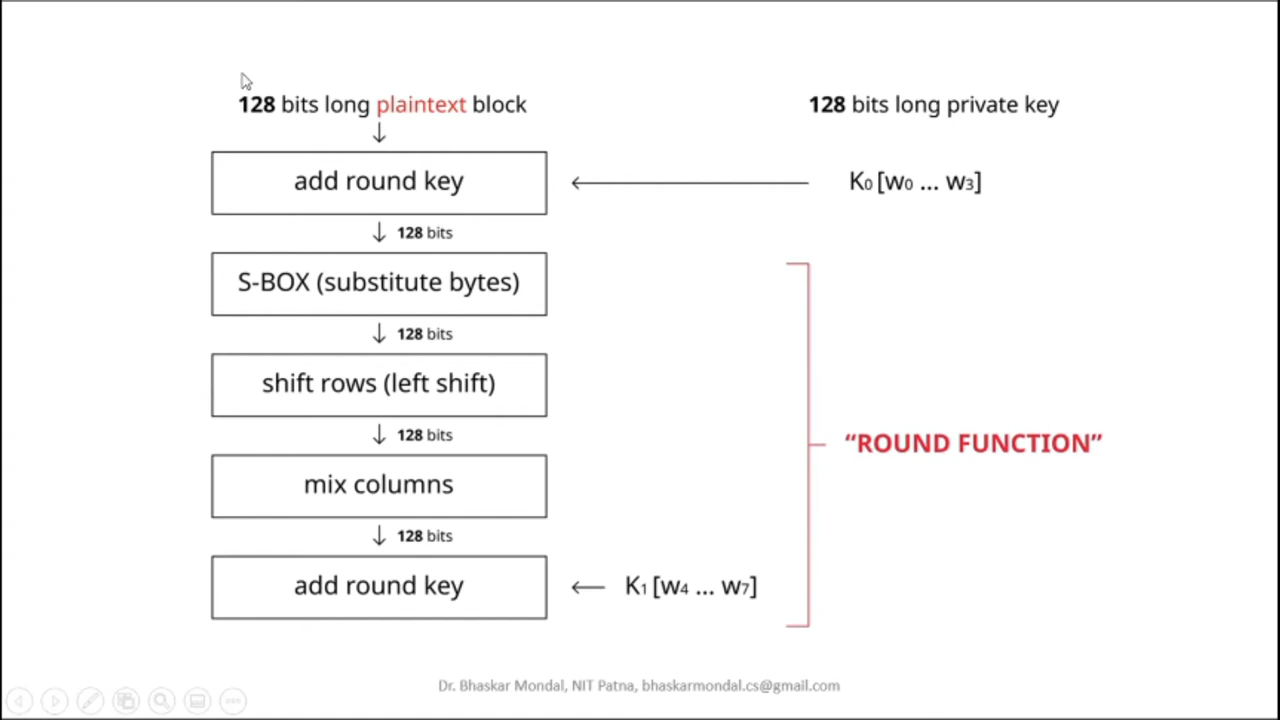 128 bits long plaintext block
128 bits long private key
add round key
K0 [w0 ... w3]
128 bits
S-BOX (substitute bytes)
128 bits
shift rows (left shift)
128 bits
“ROUND FUNCTION”
mix columns
128 bits
add round key
K1 [w4 ... w7]
Dr. Bhaskar Mondal, NIT Patna, bhaskarmondal.cs@gmail.com